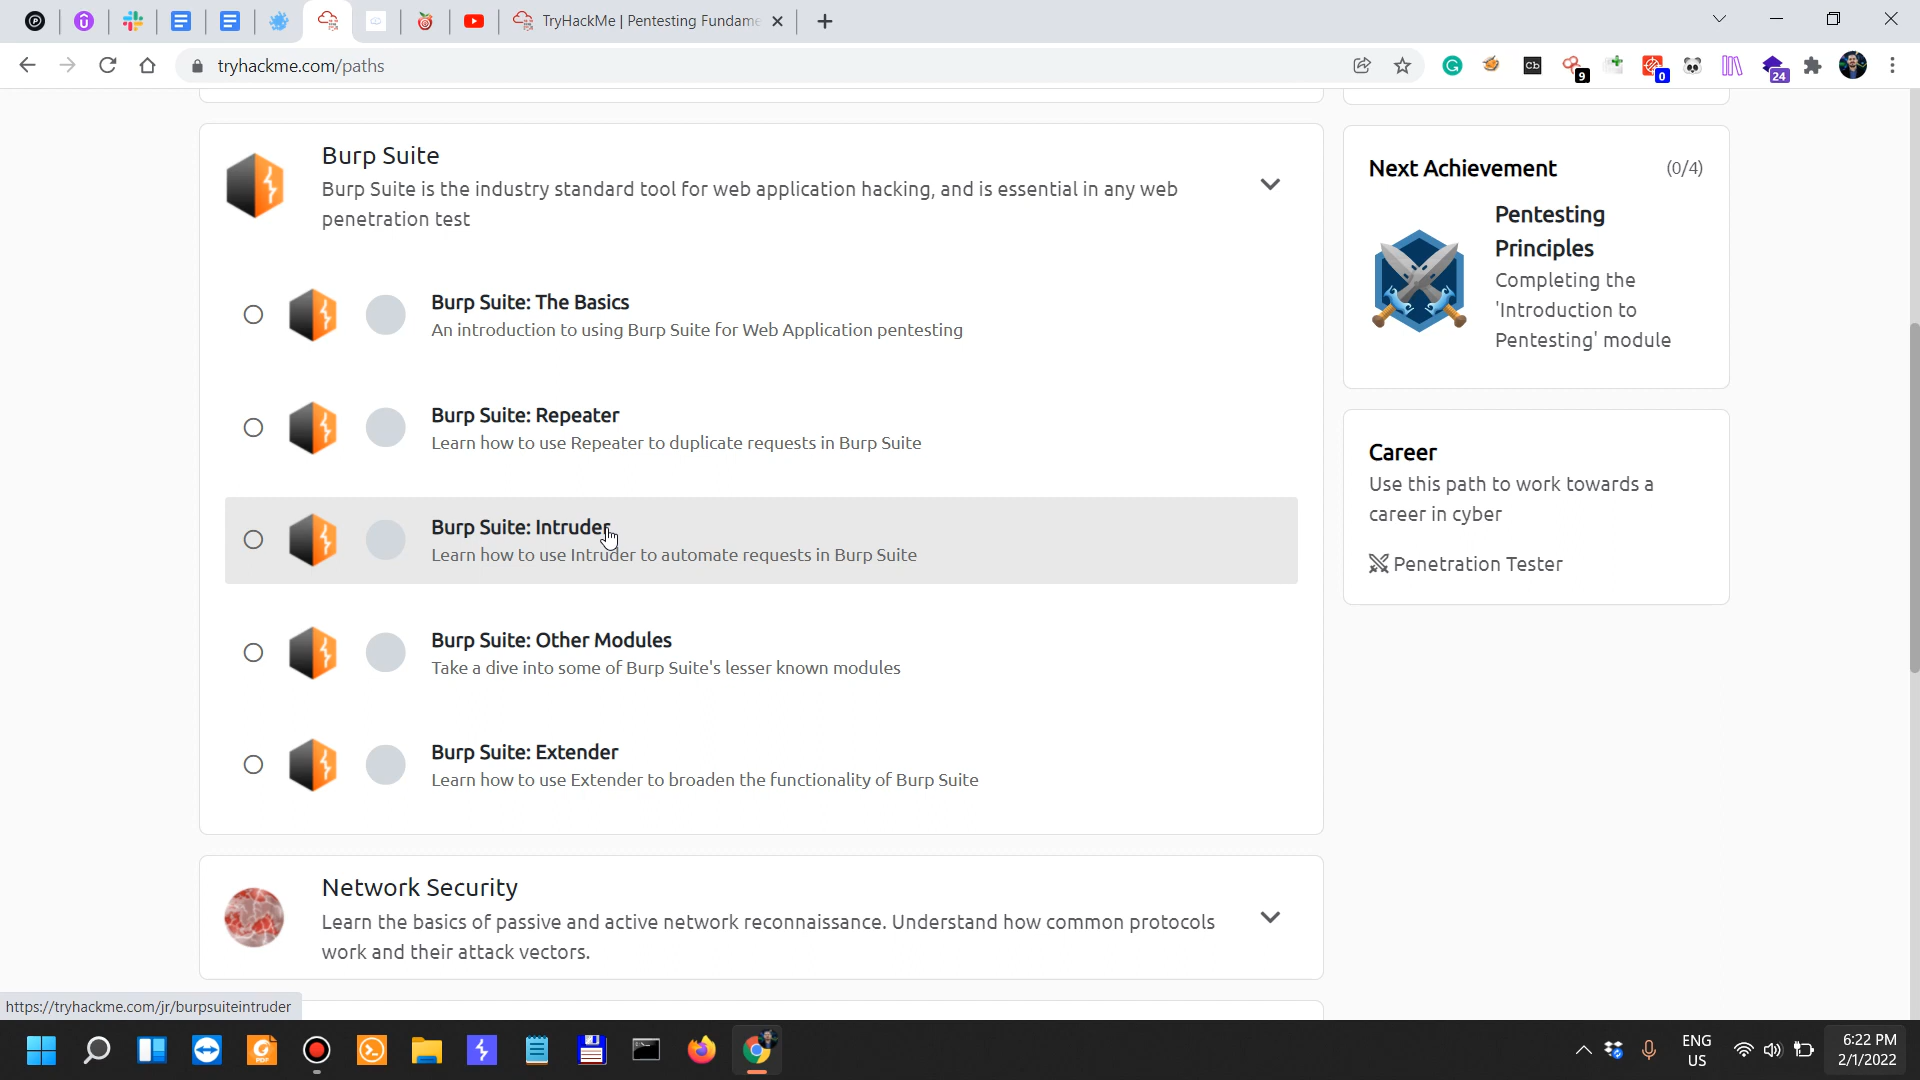 TryHackMe | Pentesting Fundame
tryhackme.com/paths
Cb
9
0
24
Burp Suite
Burp Suite is the industry standard tool for web application hacking, and is essential in any web
penetration test
Burp Suite: The Basics
An introduction to using Burp Suite for Web Application pentesting
Burp Suite: Repeater
Learn how to use Repeater to duplicate requests in Burp Suite
Burp Suite: Intruder
Learn how to use Intruder to automate requests in Burp Suite
Burp Suite: Other Modules
Take a dive into some of Burp Suite's lesser known modules
Burp Suite: Extender
Learn how to use Extender to broaden the functionality of Burp Suite
Network Security
Learn the basics of passive and active network reconnaissance. Understand how common protocols
work and their attack vectors.
Next Achievement (0/4)
Pentesting
Principles
Completing the
'Introduction to
Pentesting' module
Career
Use this path to work towards a
career in cyber
Penetration Tester
https://tryhackme.com/jr/burpsuiteintruder
PDF
ENG
US
6:22 PM
2/1/2022